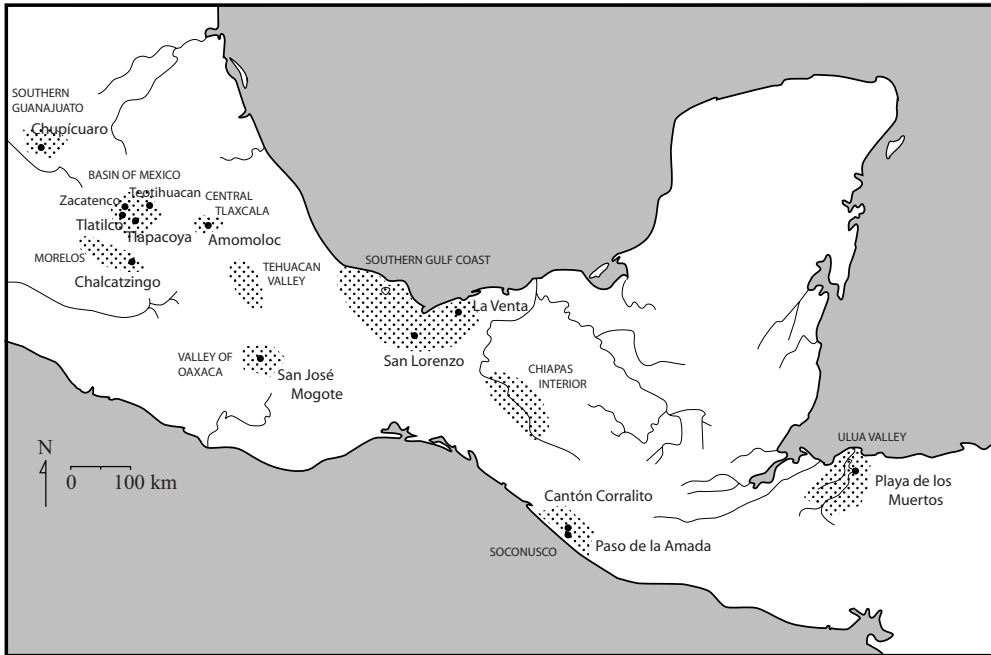 SOUTHERN
GUANAJUATO
Chupícuaro
BASIN OF MEXICO
Teotihuacan
Zacatenco
Tlatilco
Tlapacoya
CENTRAL
TLAXCALA
Amomoloc
MORELOS
Chalcatzingo
TEHUACAN
VALLEY
SOUTHERN GULF COAST
La Venta
San Lorenzo
VALLEY OF
OAXACA
San José
Mogote
CHIAPAS
INTERIOR
ULUA VALLEY
Playa de los
Muertos
N
0 100 km
Cantón Corralito
Paso de la Amada
SOCONUSCO